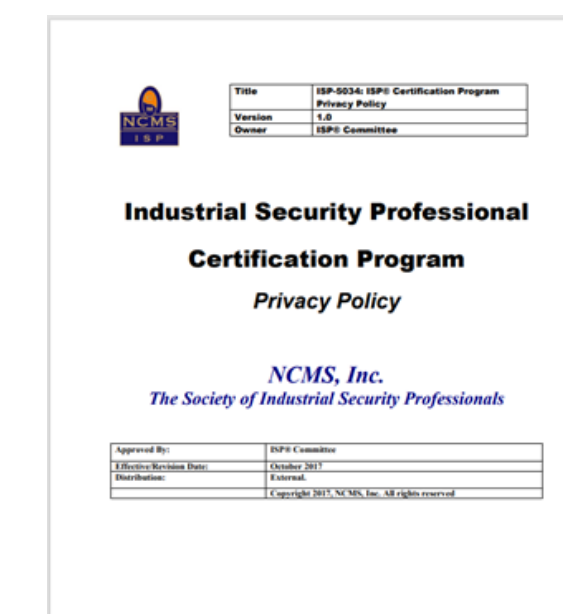 NCMS
ISP
Title ISP-5034: ISP® Certification Program
Privacy Policy
Version 1.0
Owner ISP® Committee
Industrial Security Professional
Certification Program
Privacy Policy
NCMS, Inc.
The Society of Industrial Security Professionals
Approved By: ISP® Committee
Effective/Revision Date: October 2017
Distribution: External.
Copyright 2017, NCMS, Inc. All rights reserved